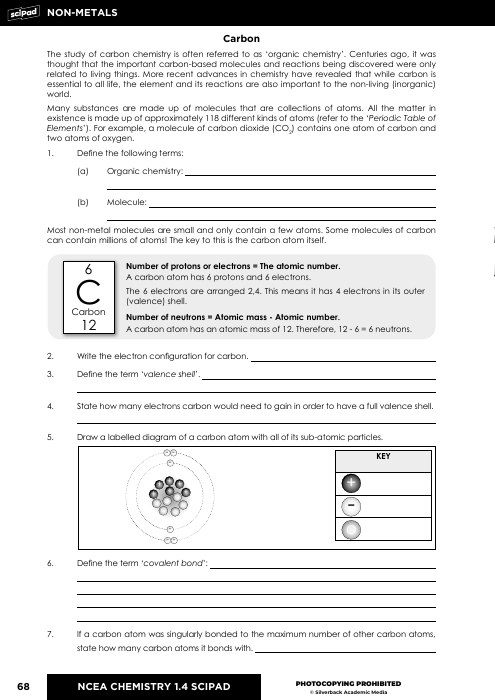 scipad NON-METALS
Carbon
The study of carbon chemistry is often referred to as 'organic chemistry'. Centuries ago, it was
thought that the important carbon-based molecules and reactions being discovered were only
related to living things. More recent advances in chemistry have revealed that while carbon is
essential to all life, the element and its reactions are also important to the non-living (inorganic)
world.
Many substances are made up of molecules that are collections of atoms. All the matter in
existence is made up of approximately 118 different kinds of atoms (refer to the 'Periodic Table of
Elements'). For example, a molecule of carbon dioxide (CO₂) contains one atom of carbon and
two atoms of oxygen.
1. Define the following terms:
(a) Organic chemistry:
(b) Molecule:
Most non-metal molecules are small and only contain a few atoms. Some molecules of carbon
can contain millions of atoms! The key to this is the carbon atom itself.
6
C
Carbon
12
Number of protons or electrons = The atomic number.
A carbon atom has 6 protons and 6 electrons.
The 6 electrons are arranged 2,4. This means it has 4 electrons in its outer
(valence) shell.
Number of neutrons = Atomic mass - Atomic number.
A carbon atom has an atomic mass of 12. Therefore, 12 - 6 = 6 neutrons.
2. Write the electron configuration for carbon.
3. Define the term 'valence shell'.
4. State how many electrons carbon would need to gain in order to have a full valence shell.
5. Draw a labelled diagram of a carbon atom with all of its sub-atomic particles.
KEY
+
−
6. Define the term 'covalent bond':
7. If a carbon atom was singularly bonded to the maximum number of other carbon atoms,
state how many carbon atoms it bonds with.
68 NCEA CHEMISTRY 1.4 SCIPAD
PHOTOCOPYING PROHIBITED
© Silverback Academic Media